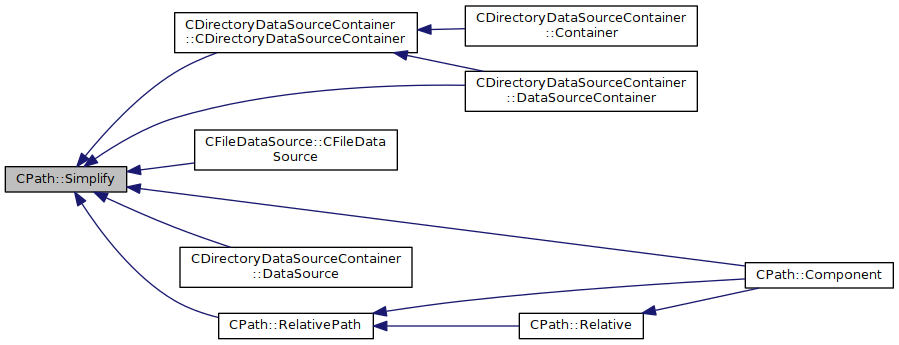 CDirectoryDataSourceContainer
::CDirectoryDataSourceContainer
CDirectoryDataSourceContainer
::Container
CDirectoryDataSourceContainer
::DataSourceContainer
CFileDataSource::CFileData
Source
CPath::Simplify
CDirectoryDataSourceContainer
::DataSource
CPath::Component
CPath::RelativePath
CPath::Relative